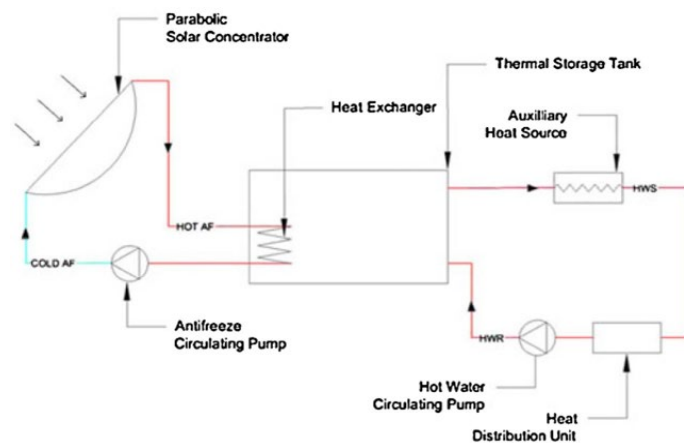 Parabolic
Solar Concentrator
Thermal Storage Tank
Heat Exchanger
Auxilliary
Heat Source
HWS
HOT AF
COLD AF
Antifreeze
Circulating Pump
HWR
Hot Water
Circulating Pump
Heat
Distribution Unit